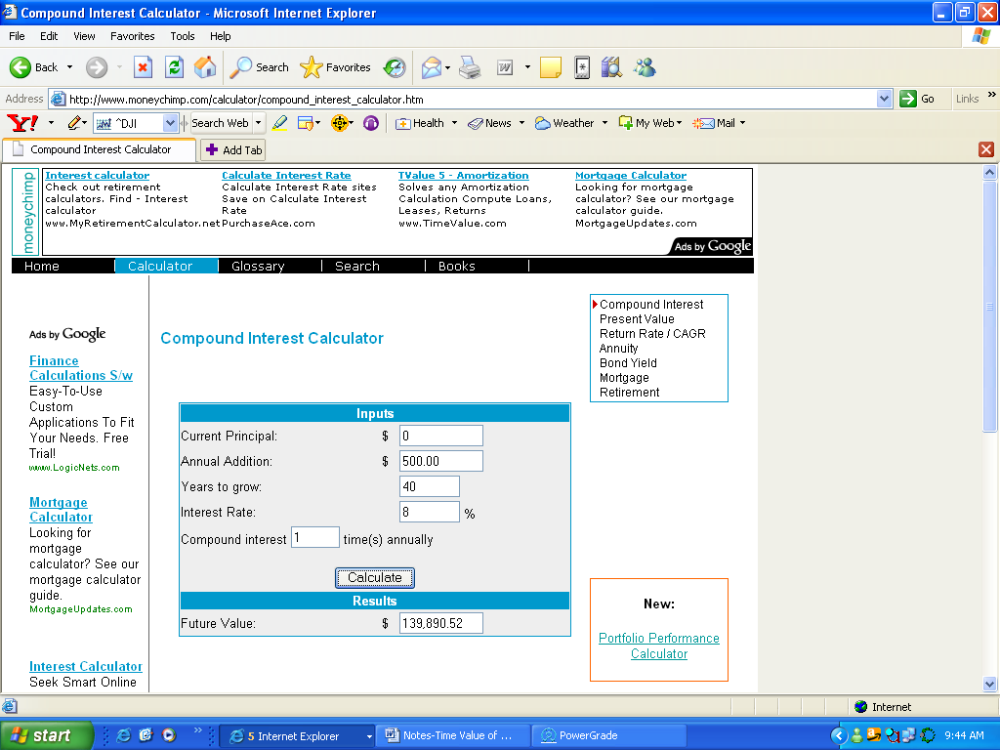 Compound Interest Calculator - Microsoft Internet Explorer
File Edit View Favorites Tools Help
Back Search Favorites
Address http://www.moneychimp.com/calculator/compound_interest_calculator.htm Go Links »
Y! ^DJI Search Web Health News Weather My Web Mail
Compound Interest Calculator Add Tab
moneychimp
Interest calculator
Check out retirement
calculators. Find - Interest
calculator
www.MyRetirementCalculator.net
Calculate Interest Rate
Calculate Interest Rate sites
Save on Calculate Interest
Rate
PurchaseAce.com
TValue 5 - Amortization
Solves any Amortization
Calculation Compute Loans,
Leases, Returns
www.TimeValue.com
Mortgage Calculator
Looking for mortgage
calculator? See our mortgage
calculator guide.
MortgageUpdates.com
Ads by Google
Home Calculator Glossary Search Books
Ads by Google
Finance
Calculations S/w
Easy-To-Use
Custom
Applications To Fit
Your Needs. Free
Trial!
www.LogicNets.com
Mortgage
Calculator
Looking for
mortgage
calculator? See our
mortgage calculator
guide.
MortgageUpdates.com
Interest Calculator
Seek Smart Online
Compound Interest Calculator
Inputs
Current Principal: $ 0
Annual Addition: $ 500.00
Years to grow: 40
Interest Rate: 8 %
Compound interest 1 time(s) annually
Calculate
Results
Future Value: $ 139,890.52
Compound Interest
Present Value
Return Rate / CAGR
Annuity
Bond Yield
Mortgage
Retirement
New:
Portfolio Performance
Calculator
Internet
start » 5 Internet Explorer Notes-Time Value of ... PowerGrade 9:44 AM